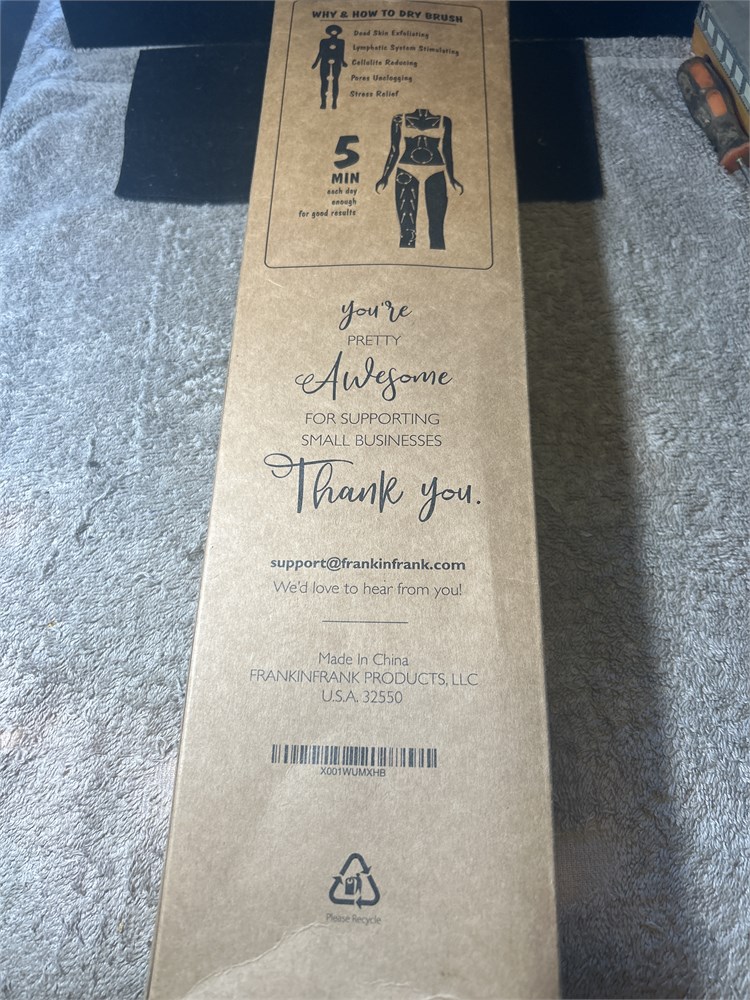 WHY & HOW TO DRY BRUSH
Dead Skin Exfoliating
Lymphatic System Stimulating
Cellulite Reducing
Pores Unclogging
Stress Relief
5
MIN
each day
enough
for good results
you're
PRETTY
Awesome
FOR SUPPORTING
SMALL BUSINESSES
Thank you.
support@frankinfrank.com
We'd love to hear from you!
Made In China
FRANKINFRANK PRODUCTS, LLC
U.S.A. 32550
X001WUMXHB
Please Recycle